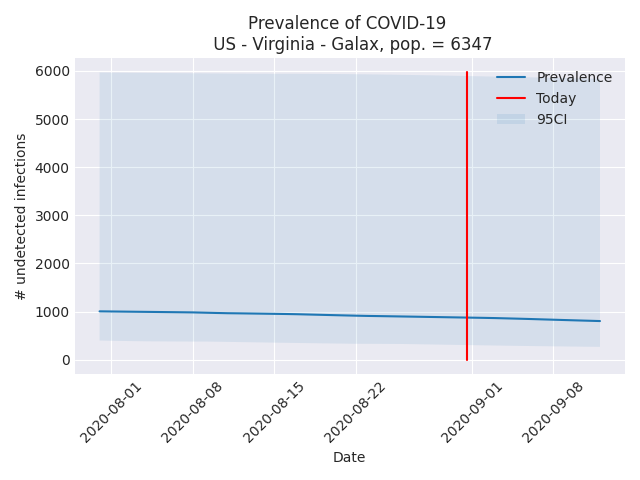 Prevalence of COVID-19
US - Virginia - Galax, pop. = 6347
Prevalence
Today
95CI
6000
5000
4000
3000
2000
1000
0
# undetected infections
2020-08-01
2020-08-08
2020-08-15
2020-08-22
2020-09-01
2020-09-08
Date